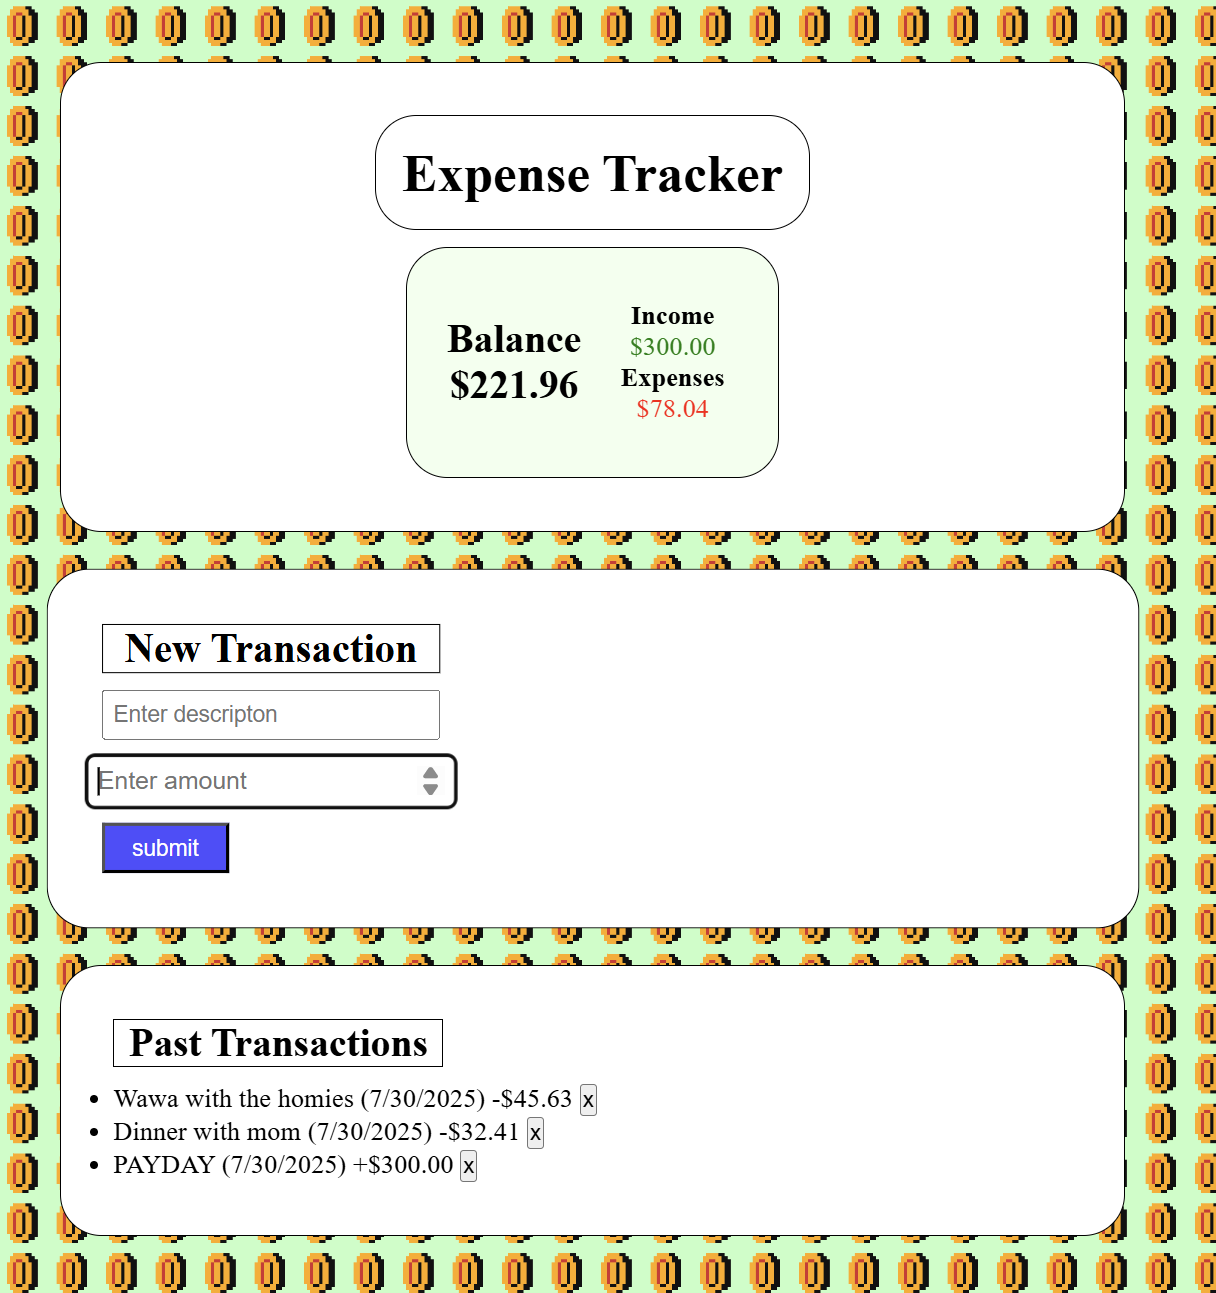 Expense Tracker
Balance
$221.96
Income
$300.00
Expenses
$78.04
New Transaction
Enter descripton
Enter amount
submit
Past Transactions
• Wawa with the homies (7/30/2025) -$45.63 x
• Dinner with mom (7/30/2025) -$32.41 x
• PAYDAY (7/30/2025) +$300.00 x